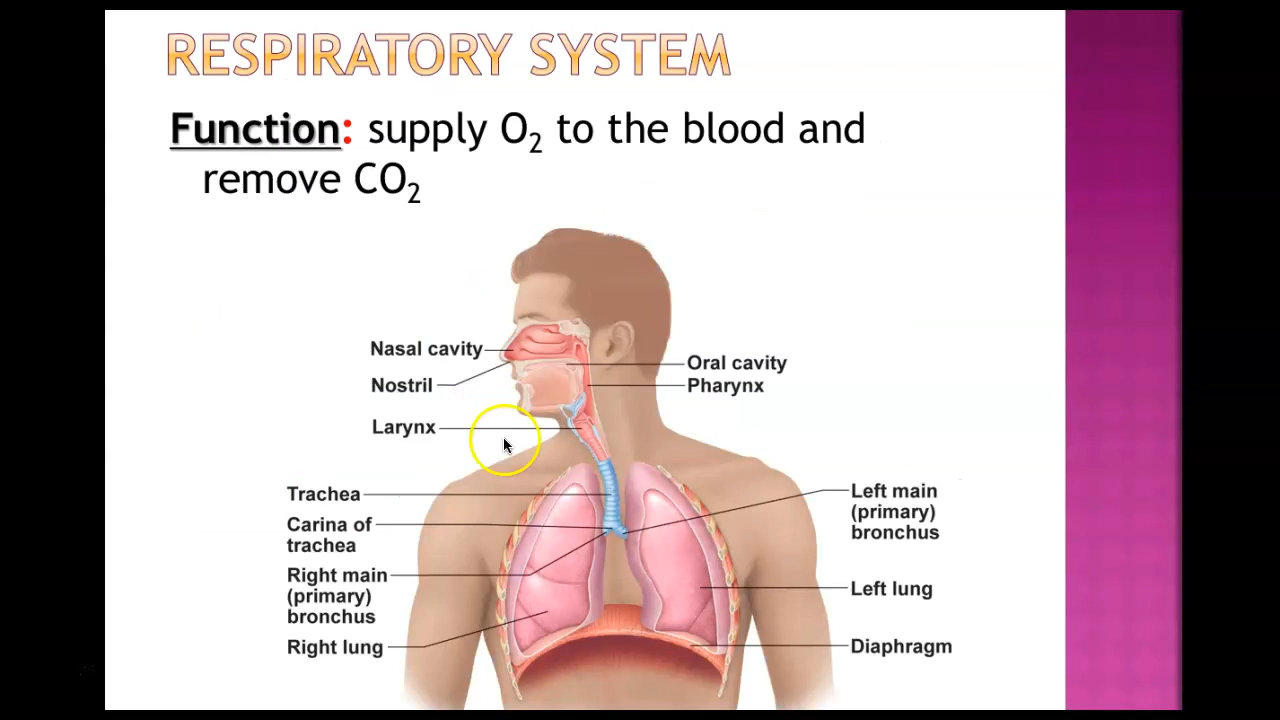 RESPIRATORY SYSTEM
Function: supply O₂ to the blood and
remove CO₂
Nasal cavity
Nostril
Larynx
Oral cavity
Pharynx
Trachea
Carina of
trachea
Right main
(primary)
bronchus
Right lung
Left main
(primary)
bronchus
Left lung
Diaphragm